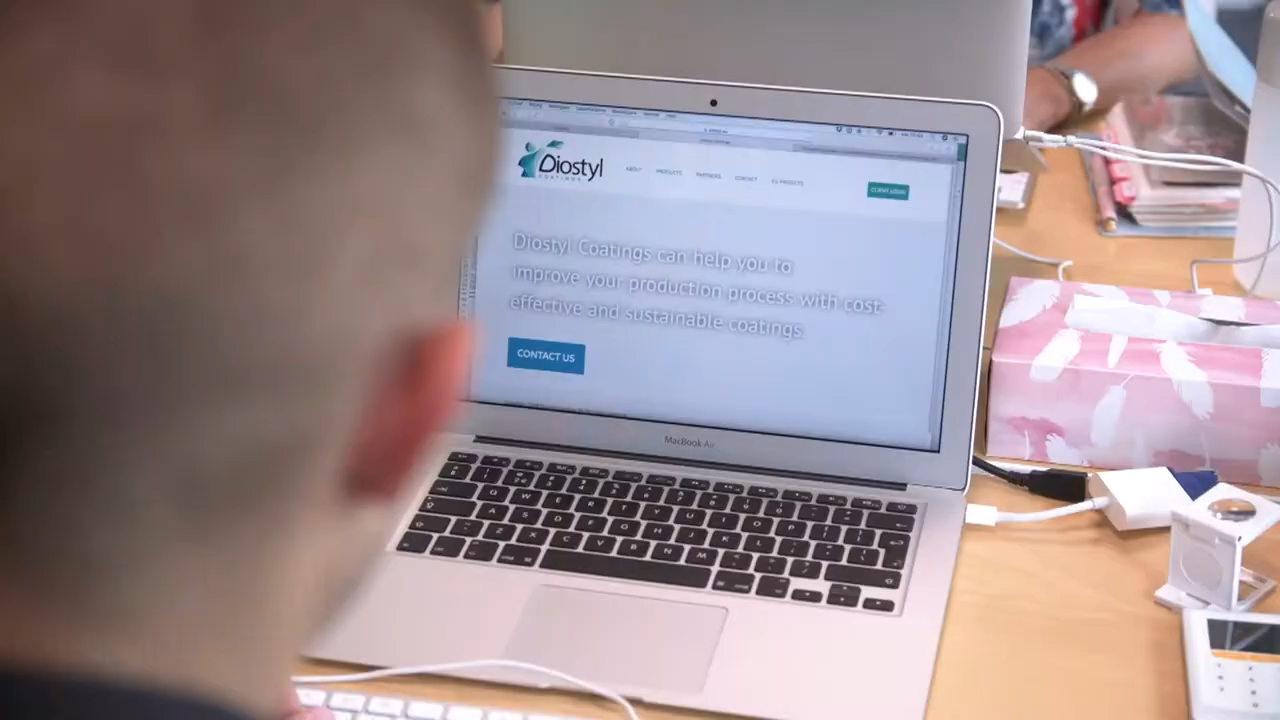 Diostyl
COATINGS
ABOUT
PRODUCTS
PARTNERS
CONTACT
EU PROJECTS
CLIENT LOGIN
Diostyl Coatings can help you to
improve your production process with cost-
effective and sustainable coatings.
CONTACT US
MacBook Air
Q W E R T Y U I O P
A S D F G H J K L
Z X C V B N M